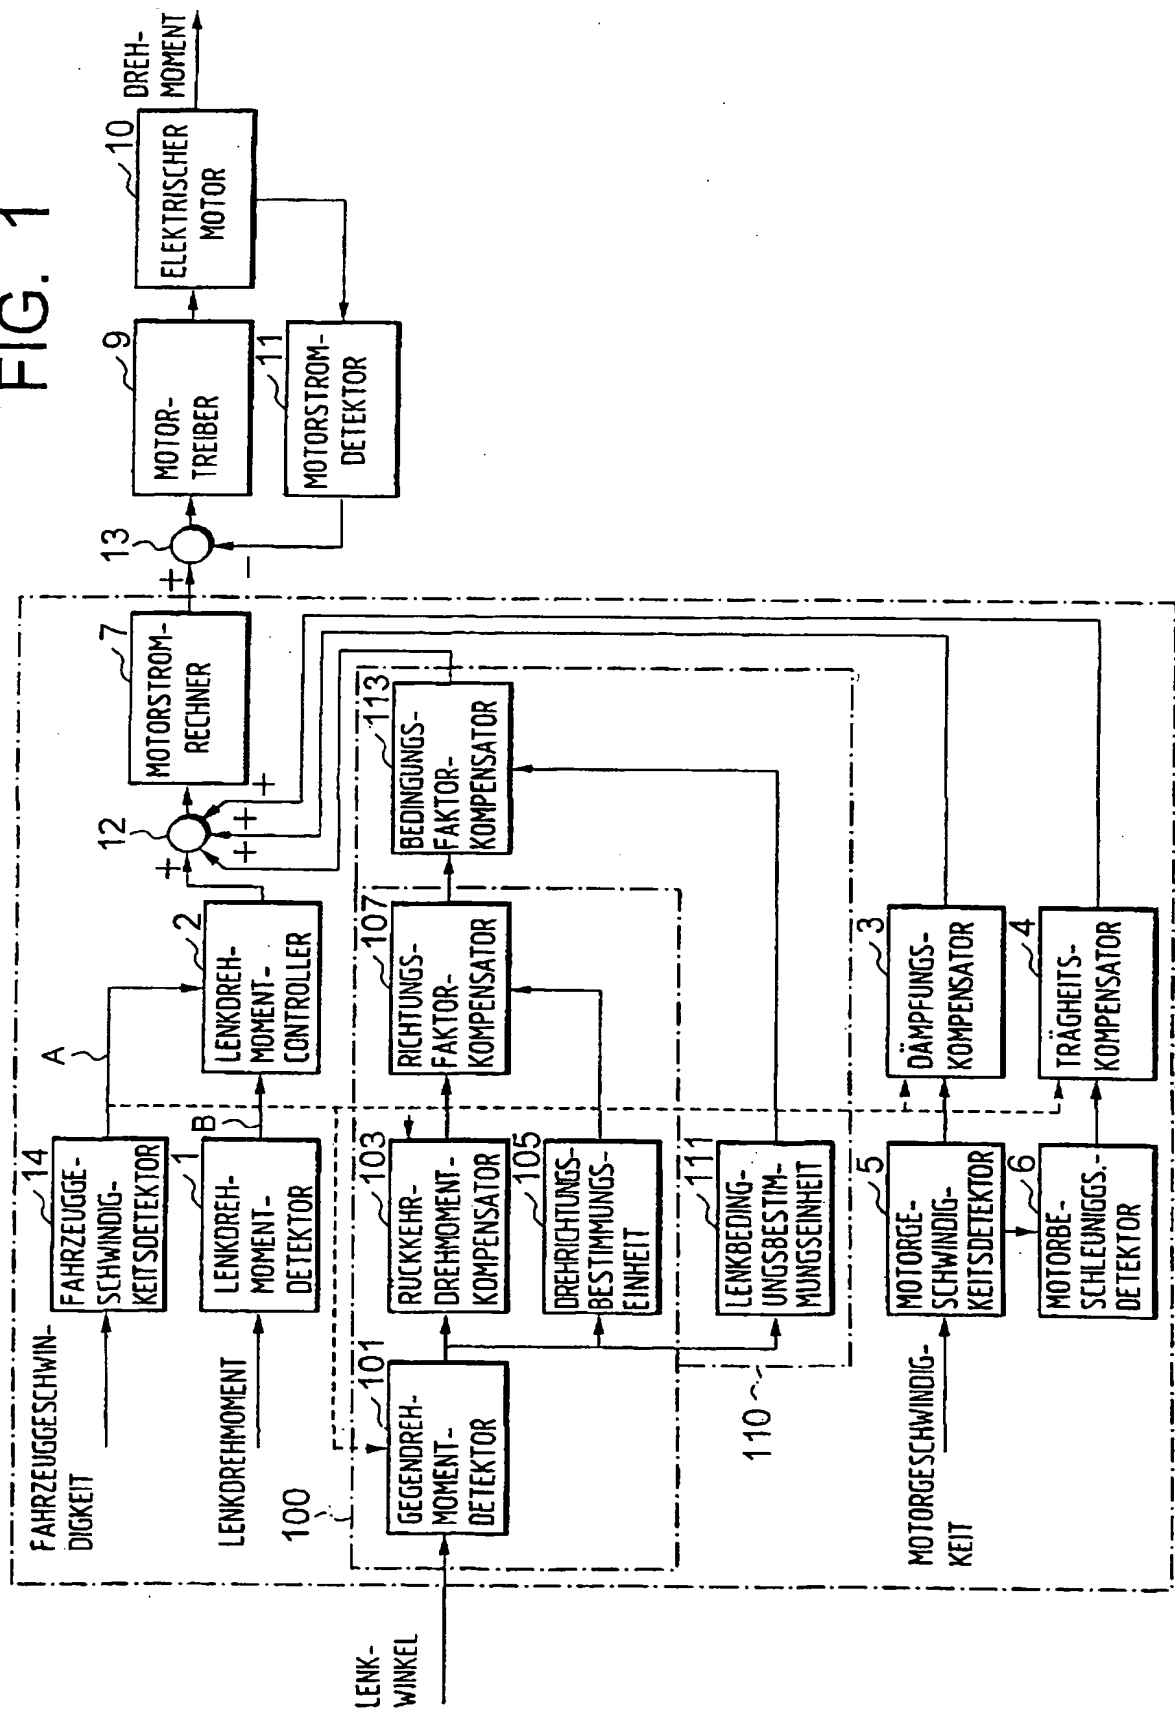 FIG. 1
FAHRZEUGGESCHWIN-
DIGKEIT
14
FAHRZEUGGE-
SCHWINDIG-
KEITSDETEKTOR
A
LENKDREHMOMENT
1
LENKDREH-
MOMENT-
DETEKTOR
B
2
LENKDREH-
MOMENT-
CONTROLLER
12
+
+
+
+
7
MOTORSTROM-
RECHNER
13
+
−
9
MOTOR-
TREIBER
10
ELEKTRISCHER
MOTOR
DREH-
MOMENT
11
MOTORSTROM-
DETEKTOR
LENK-
WINKEL
100
101
GEGENDREH-
MOMENT-
DETEKTOR
103
RUCKKEHR-
DREHMOMENT-
KOMPENSATOR
107
RICHTUNGS-
FAKTOR-
KOMPENSATOR
113
BEDINGUNGS-
FAKTOR-
KOMPENSATOR
105
DREHRICHTUNGS-
BESTIMMUNGS-
EINHEIT
110
111
LENKBEDING-
UNGSBESTIM-
MUNGSEINHEIT
MOTORGESCHWINDIG-
KEIT
5
MOTORGE-
SCHWINDIG-
KEITSDETEKTOR
3
DÄMPFUNGS-
KOMPENSATOR
6
MOTORBE-
SCHLEUNIGGS.-
DETEKTOR
4
TRÄGHEITS-
KOMPENSATOR